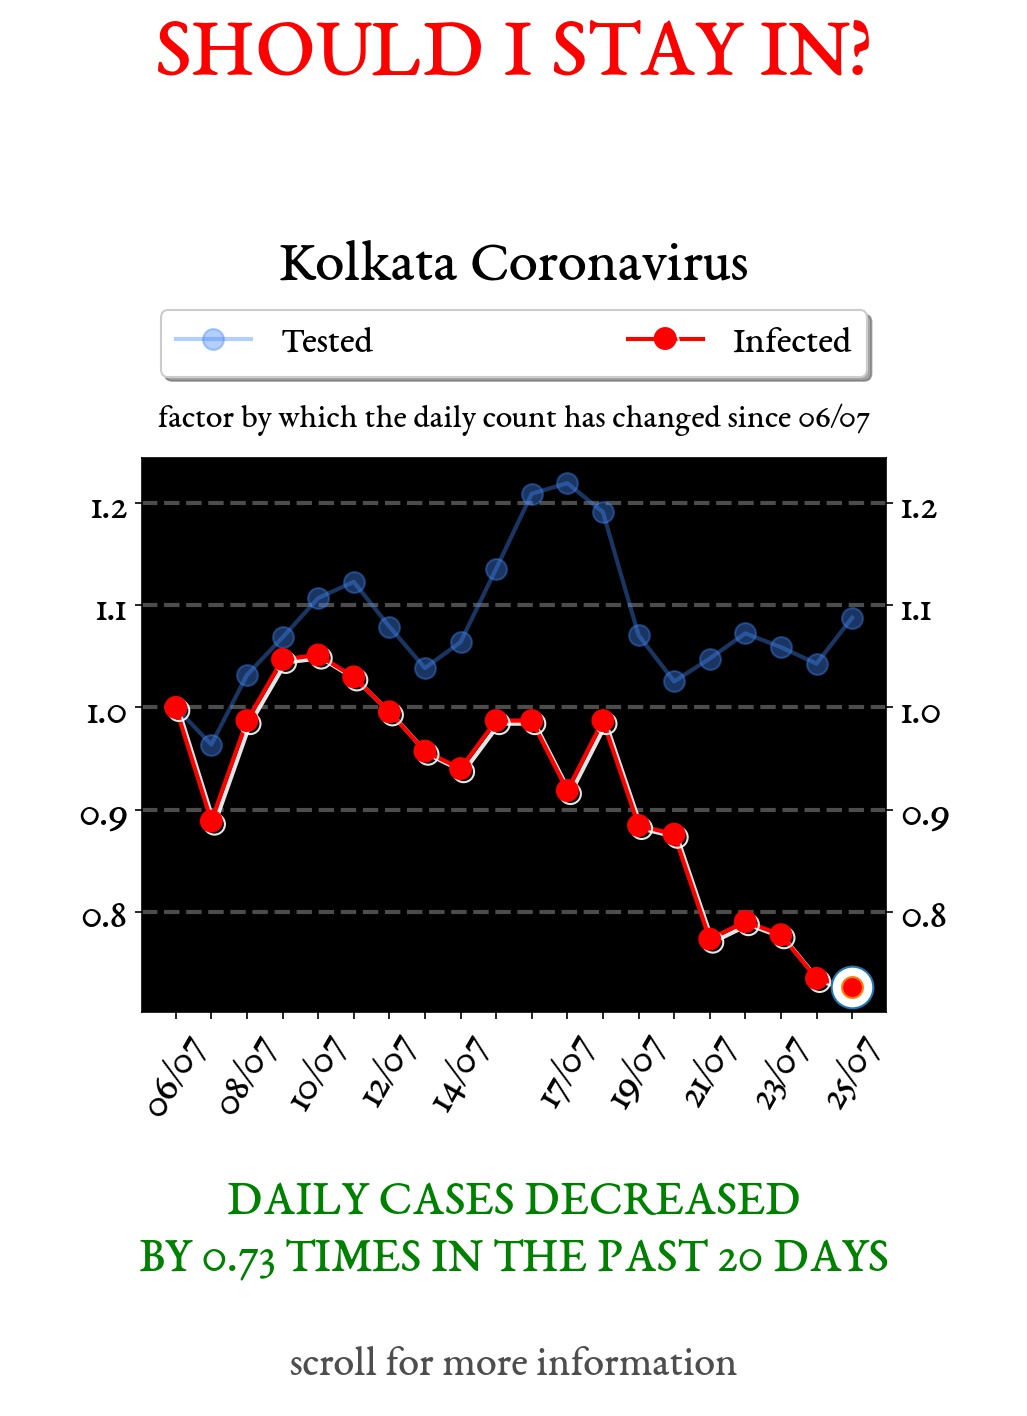 SHOULD I STAY IN?
Kolkata Coronavirus
Tested Infected
factor by which the daily count has changed since 06/07
1.2 1.2
1.1 1.1
1.0 1.0
0.9 0.9
0.8 0.8
06/07 08/07 10/07 12/07 14/07 17/07 19/07 21/07 23/07 25/07
DAILY CASES DECREASED
BY 0.73 TIMES IN THE PAST 20 DAYS
scroll for more information